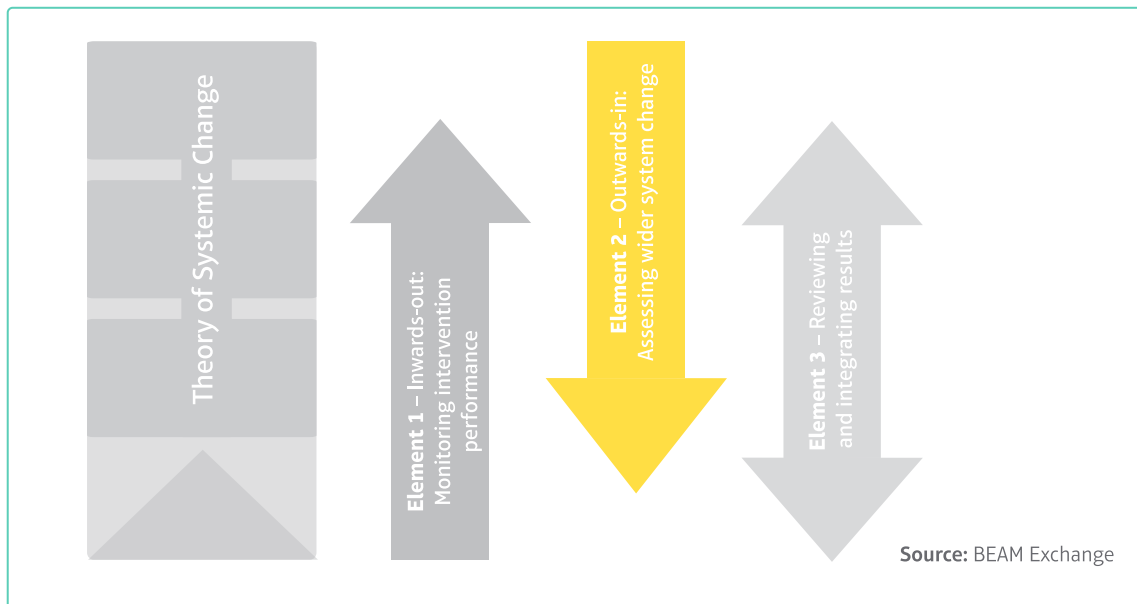 Theory of Systemic Change
Element 1 – Inwards-out:
Monitoring intervention
performance
Element 2 – Outwards-in:
Assessing wider system change
Element 3 – Reviewing
and integrating results
Source: BEAM Exchange